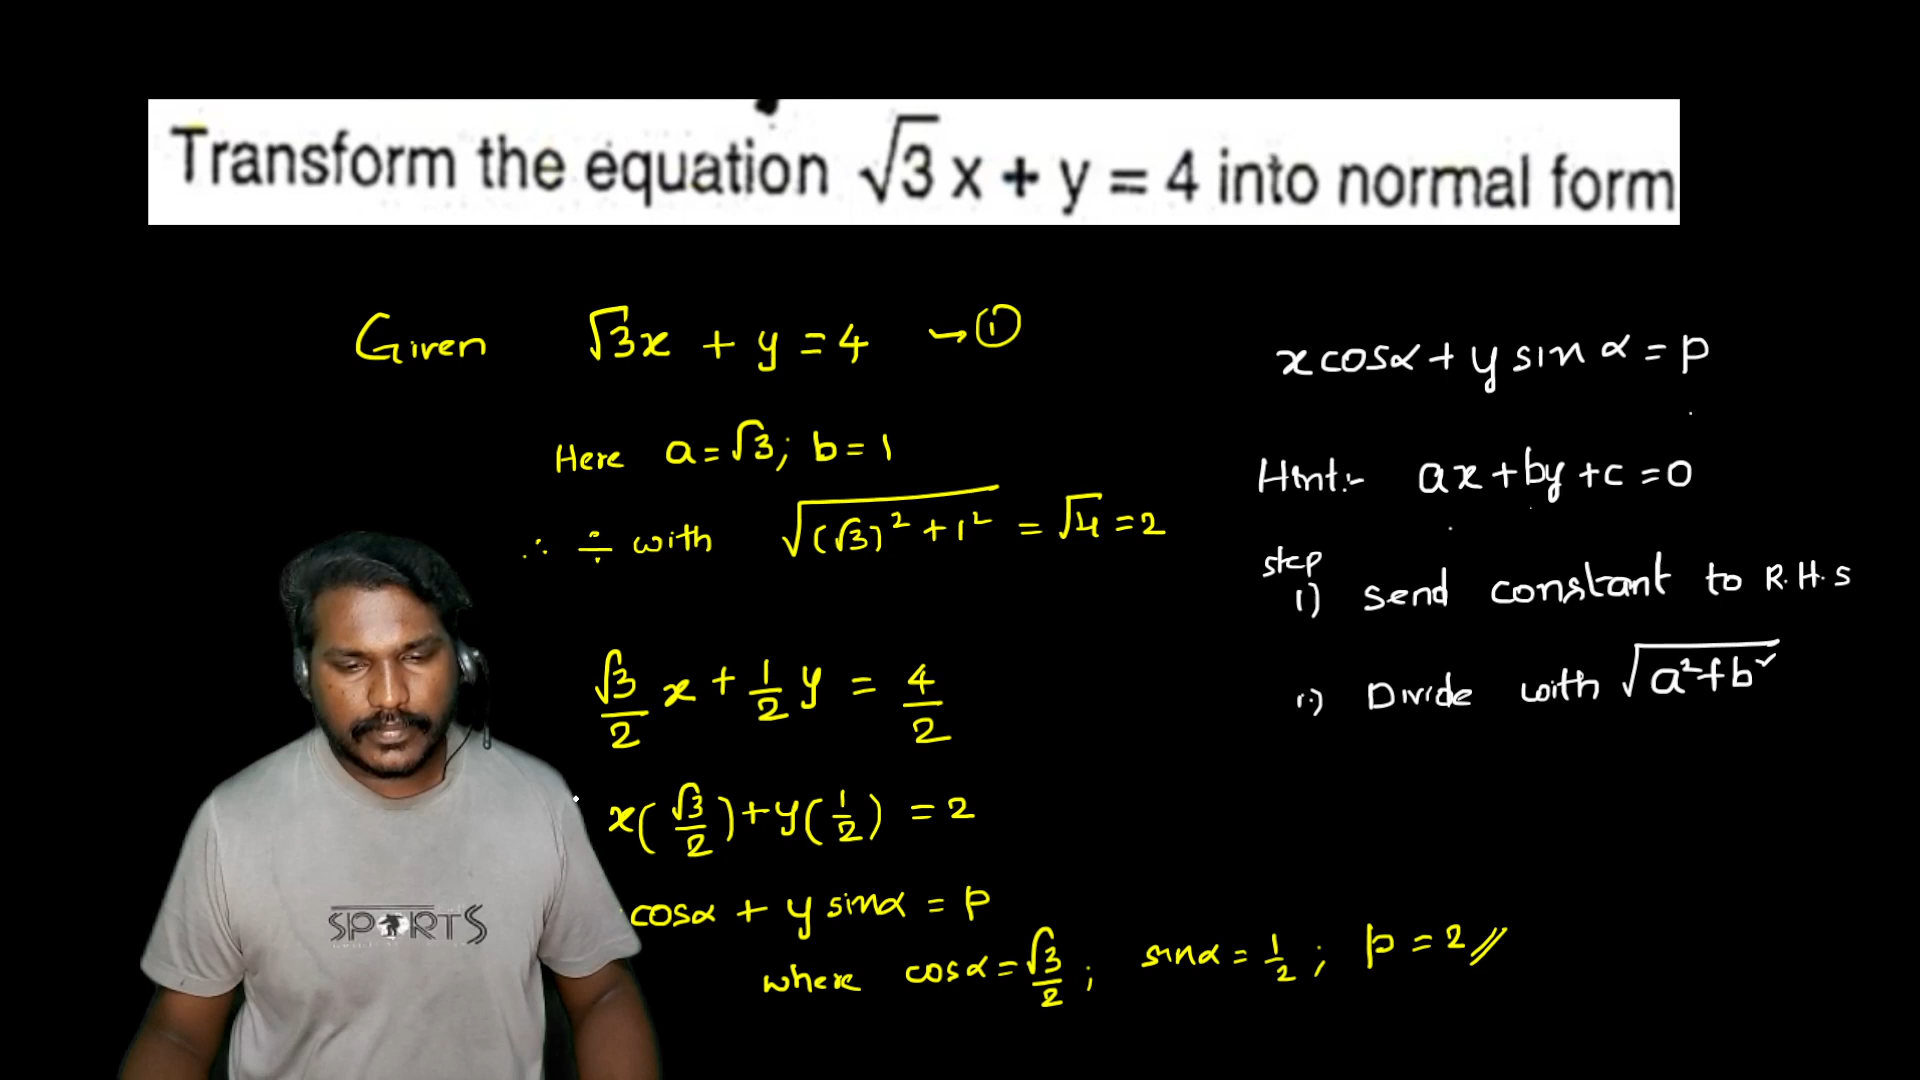 Transform the equation √3 x + y = 4 into normal form
Given √3x + y = 4 → ①
Here a = √3; b = 1
∴ ÷ with √((√3)² + 1²) = √4 = 2
√3/2 x + 1/2 y = 4/2
x(√3/2) + y(1/2) = 2
cosα + y sinα = p
where cosα = √3/2 ; sinα = 1/2 ; p = 2 //
x cosα + y sin α = p
Hint:- ax + by + c = 0
step
1) send constant to R.H.S
Divide with √(a² + b²)
SPORTS